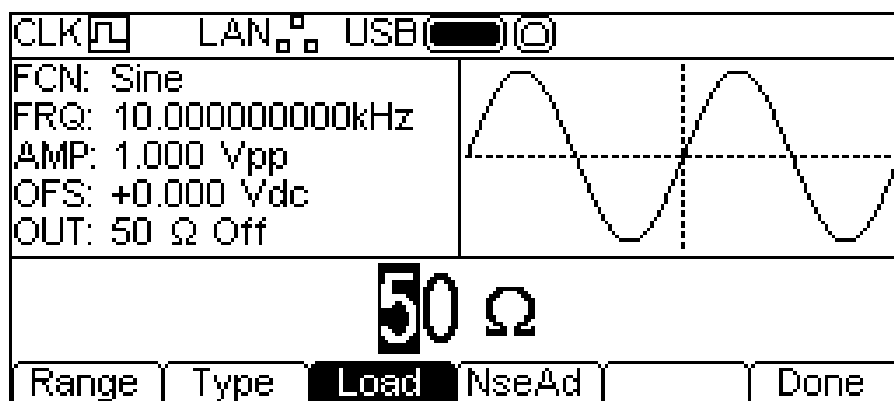 CLK LAN USB
FCN: Sine
FRQ: 10.000000000kHz
AMP: 1.000 Vpp
OFS: +0.000 Vdc
OUT: 50 Ω Off
50 Ω
Range Type Load NseAd Done